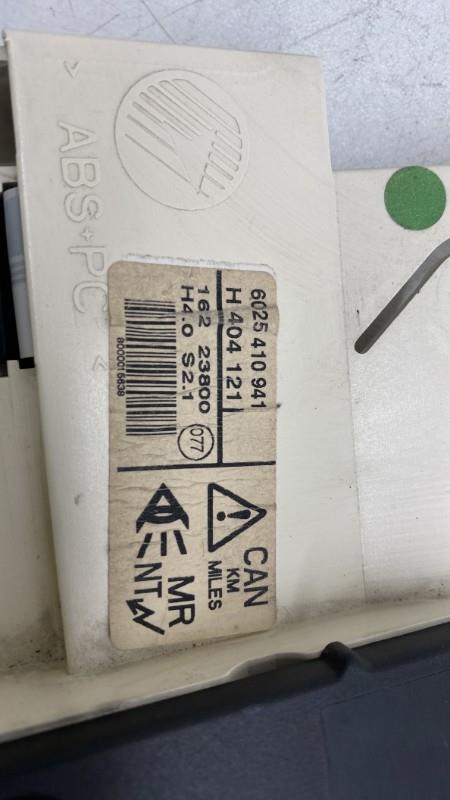 > ABS+PC <
6025 410 941
H 404 121
162 23800
H4.0 S2.1
077
8000015638
CAN
KM
MILES
MR
NT